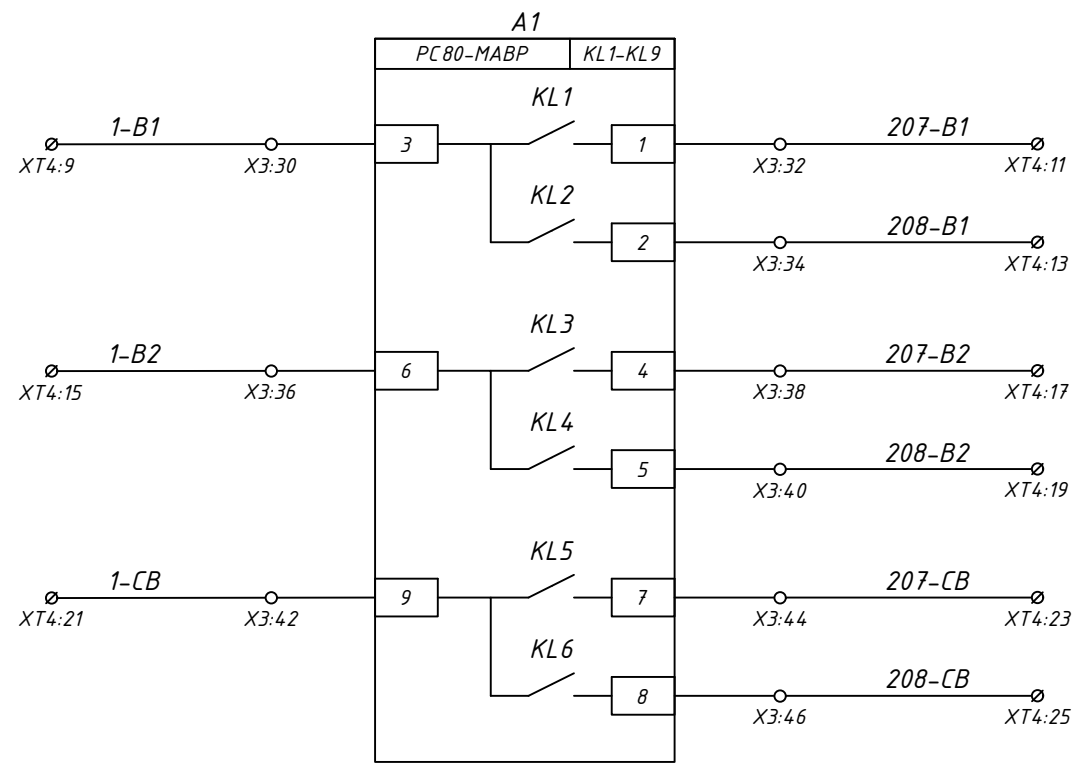 А1
РС80-МАВР KL1-KL9
KL1
1-В1 3 1 207-В1
XT4:9 X3:30 X3:32 XT4:11
KL2
2 208-В1
X3:34 XT4:13
KL3
1-В2 6 4 207-В2
XT4:15 X3:36 X3:38 XT4:17
KL4
5 208-В2
X3:40 XT4:19
KL5
1-СВ 9 7 207-СВ
XT4:21 X3:42 X3:44 XT4:23
KL6
8 208-СВ
X3:46 XT4:25